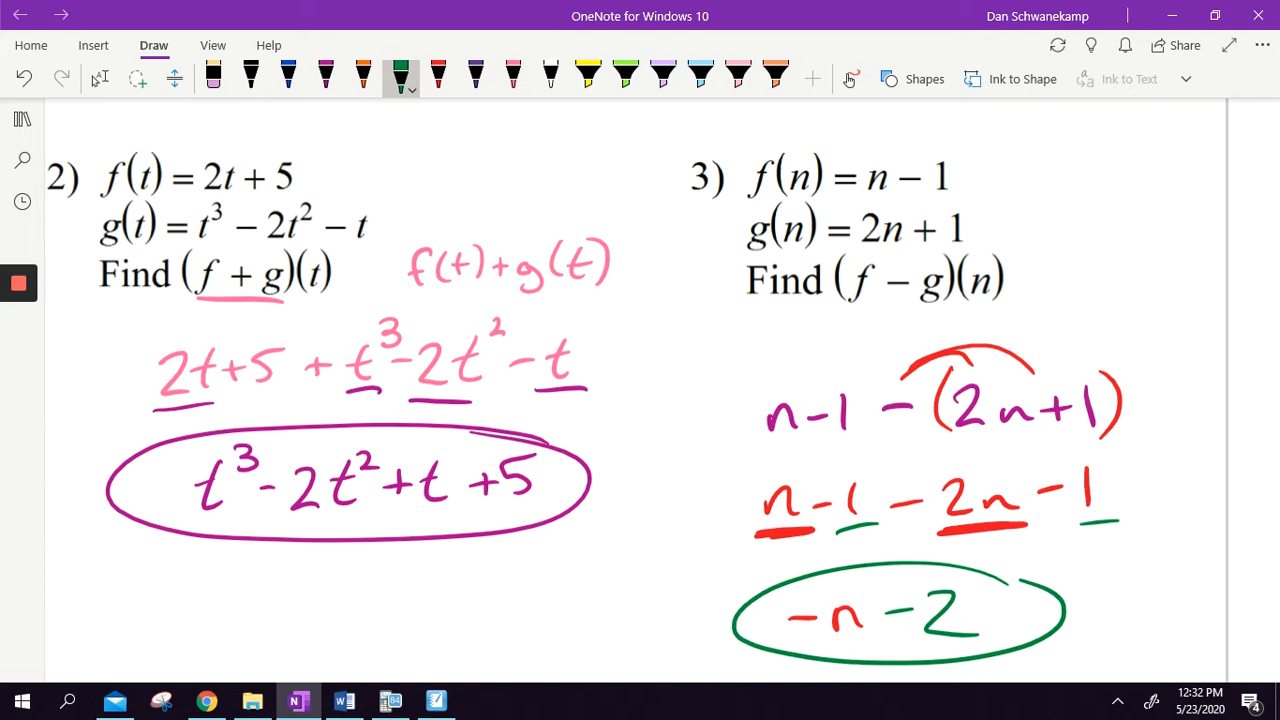 OneNote for Windows 10
Dan Schwanekamp
Home Insert Draw View Help
Share
Shapes
Ink to Shape
Ink to Text
2) f(t) = 2t + 5
g(t) = t³ − 2t² − t
Find (f + g)(t)
f(t)+g(t)
2t+5 + t³-2t²-t
t³-2t²+t+5
3) f(n) = n − 1
g(n) = 2n + 1
Find (f − g)(n)
n-1 -(2n+1)
n-1-2n-1
-n-2
12:32 PM
5/23/2020
4